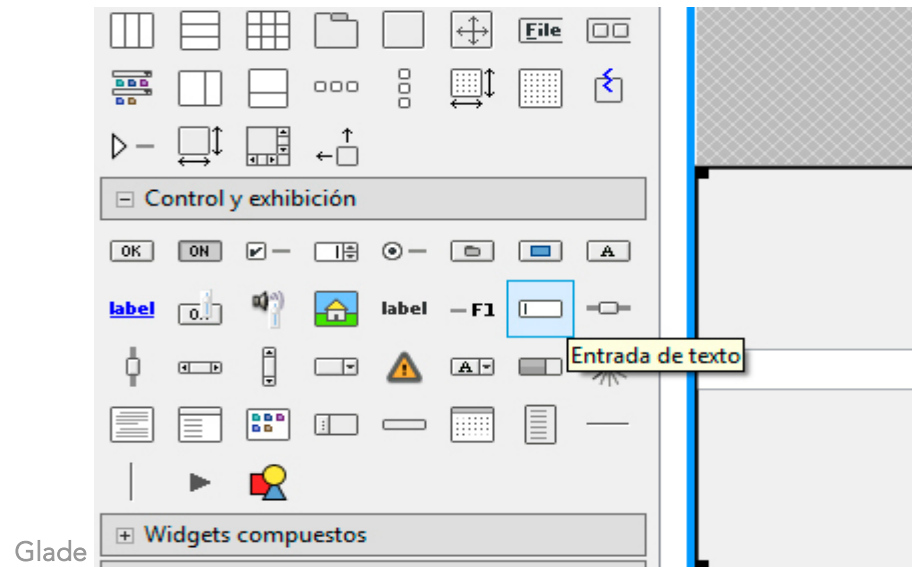 File
Control y exhibición
OK ON A
label 0.. label F1
Entrada de texto
A
Widgets compuestos
Glade